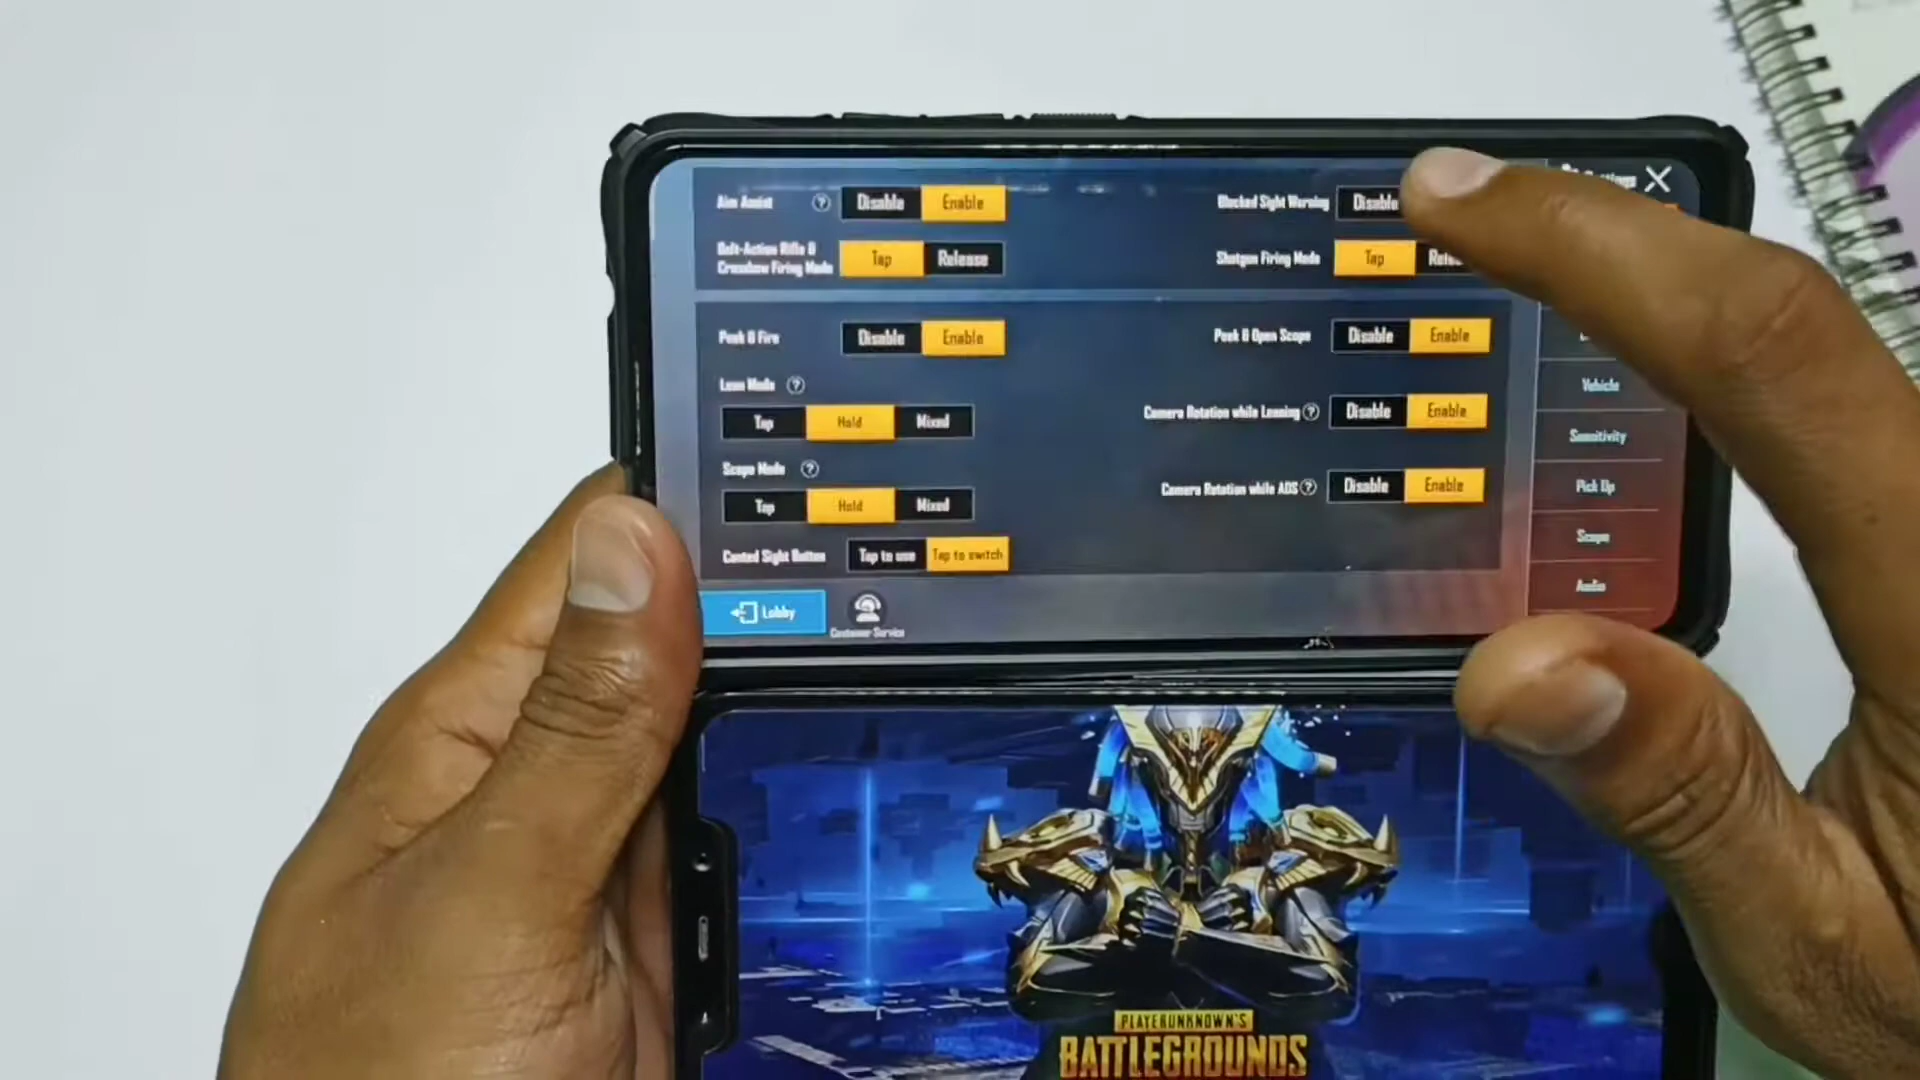 Aim Assist ? Disable Enable
Blocked Sight Warning Disable
Bolt-Action Rifle &
Crossbow Firing Mode Tap Release
Shotgun Firing Mode Tap
Peek & Fire Disable Enable
Peek & Open Scope Disable Enable
Lean Mode ?
Tap Hold Mixed
Camera Rotation while Leaning ? Disable Enable
Scope Mode ?
Tap Hold Mixed
Camera Rotation while ADS ? Disable Enable
Canted Sight Button Tap to use Tap to switch
Lobby
Customer Service
Vehicle
Sensitivity
Pick Up
Scope
Audio
PLAYERUNKNOWN'S
BATTLEGROUNDS